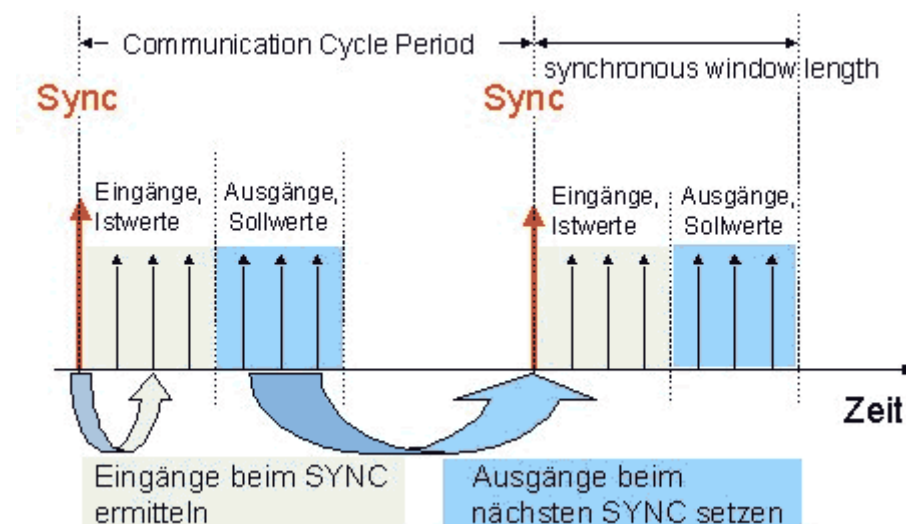 Communication Cycle Period
synchronous window length
Sync
Sync
Eingänge,
Istwerte
Ausgänge,
Sollwerte
Eingänge,
Istwerte
Ausgänge,
Sollwerte
Zeit
Eingänge beim SYNC
ermitteln
Ausgänge beim
nächsten SYNC setzen